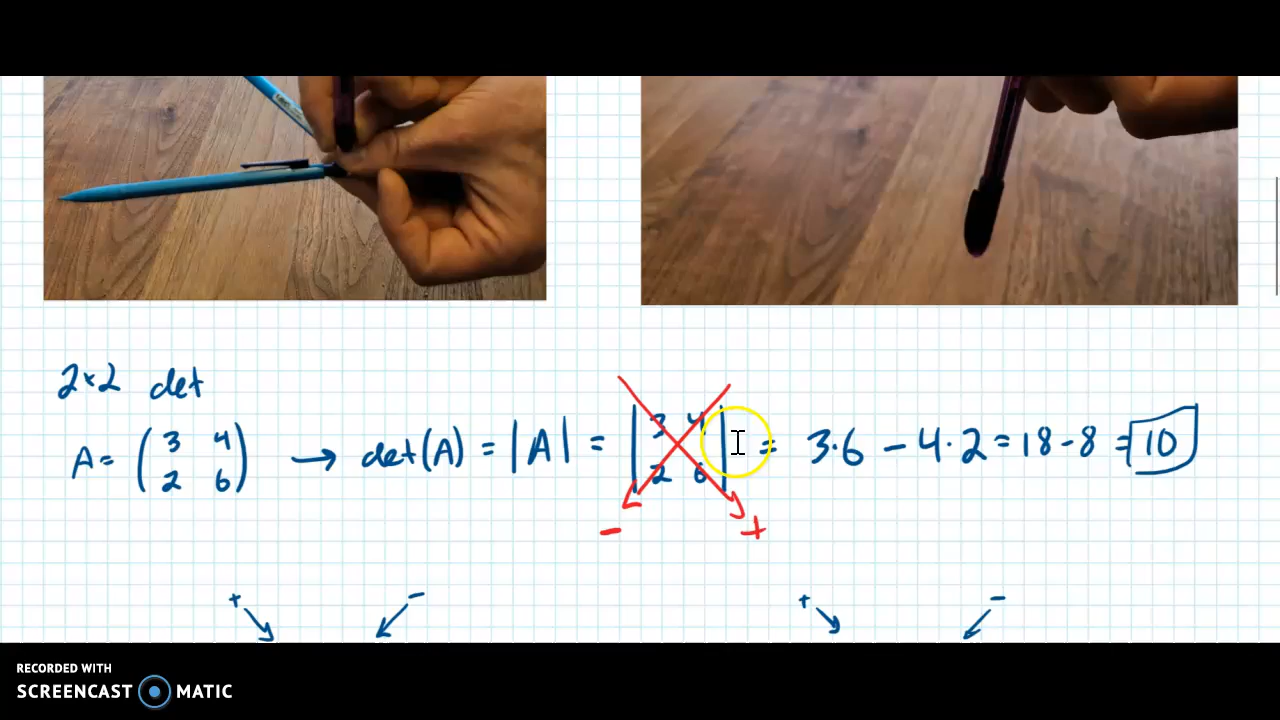 2×2 det
A = (3 4
2 6) → det(A) = |A| = |3 4
2 6| = 3·6 - 4·2 = 18 - 8 = 10
- +
+ - + -
RECORDED WITH
SCREENCAST MATIC